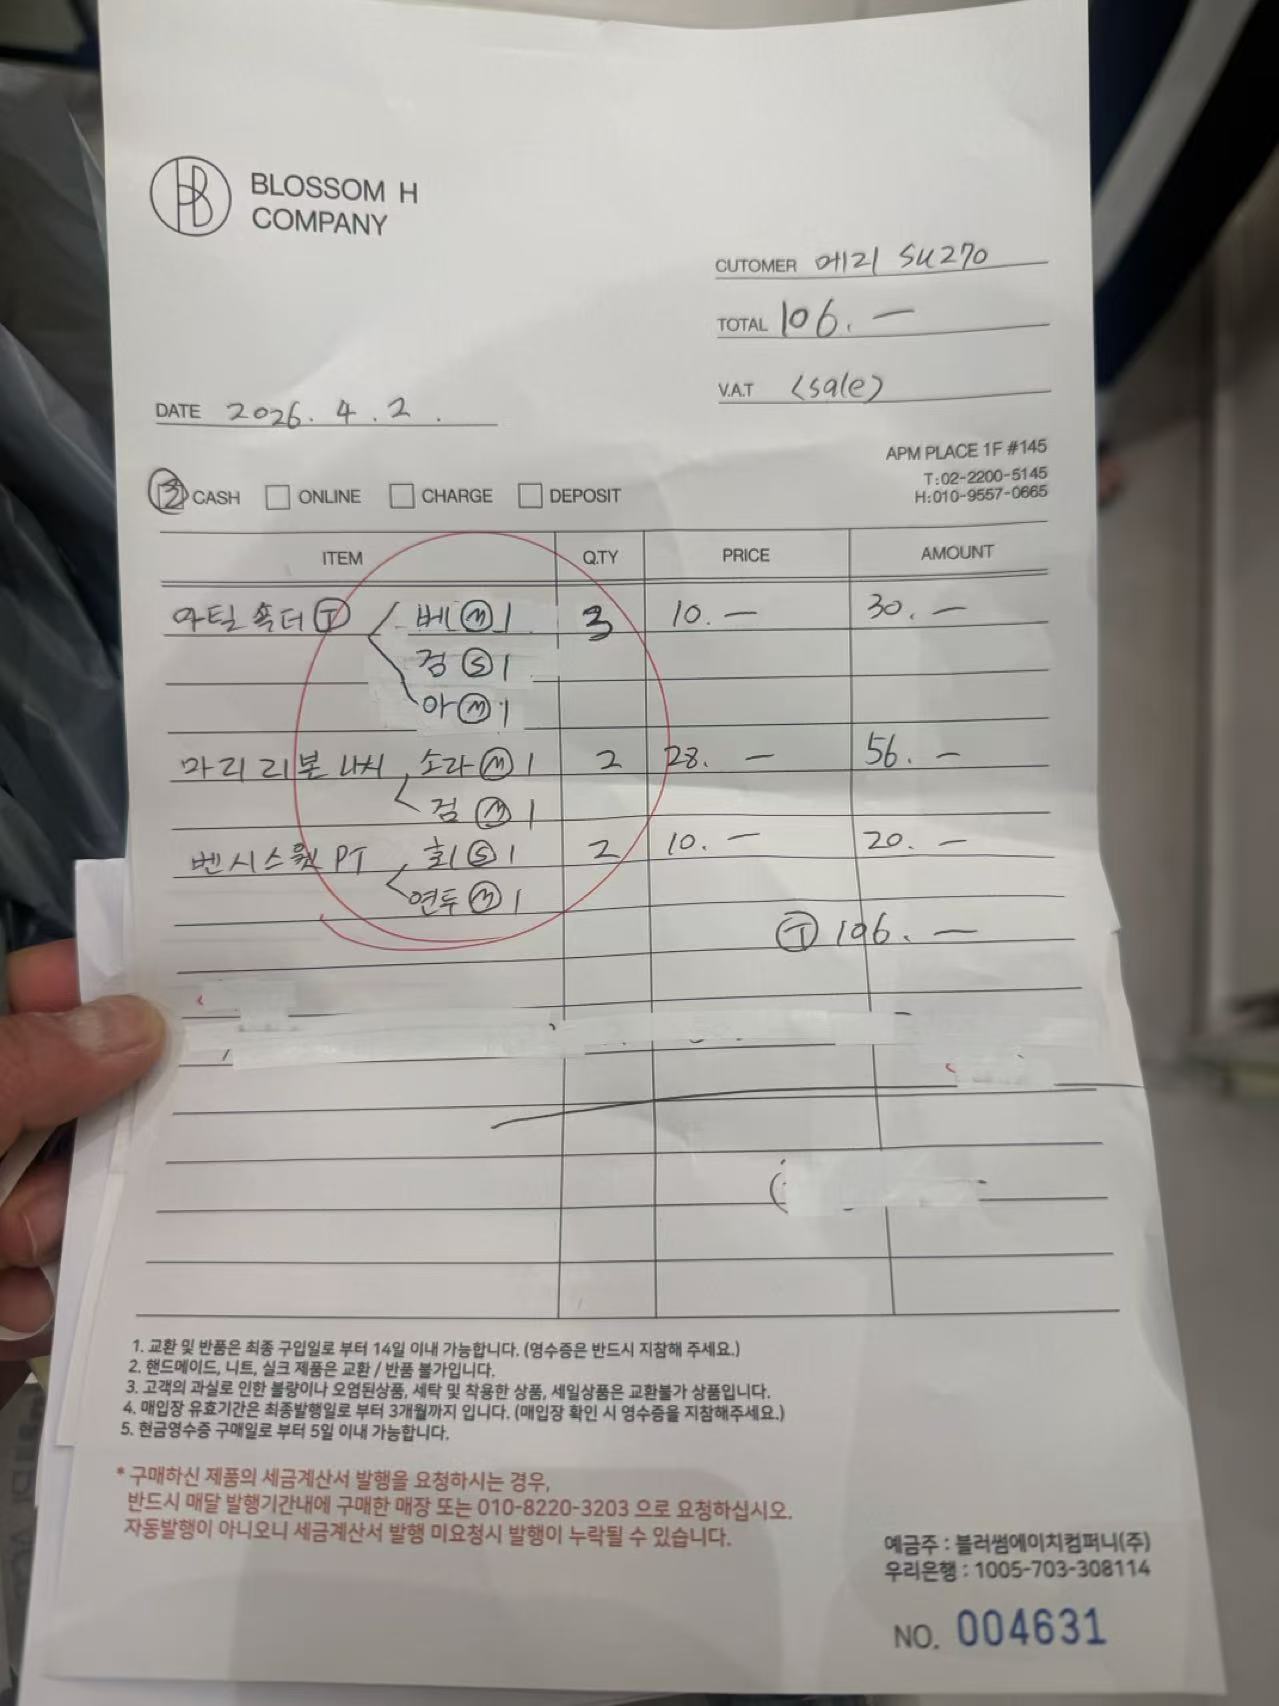 BLOSSOM H
COMPANY
CUTOMER 메리 SU270
TOTAL 106. —
V.A.T (sale)
DATE 2026. 4. 2.
APM PLACE 1F #145
T:02-2200-5145
H:010-9557-0665
CASH ONLINE CHARGE DEPOSIT
ITEM Q.TY PRICE AMOUNT
아틸 숄더 Ⓣ 베 Ⓜ 1 3 10. — 30. —
검 Ⓢ 1
아 Ⓜ 1
마리 리본 나시 소라 Ⓜ 1 2 28. — 56. —
검 Ⓜ 1
벤시스웻 PT 회 Ⓢ 1 2 10. — 20. —
연두 Ⓜ 1
Ⓣ 106. —
1. 교환 및 반품은 최종 구입일로 부터 14일 이내 가능합니다. (영수증은 반드시 지참해 주세요.)
2. 핸드메이드, 니트, 실크 제품은 교환 / 반품 불가입니다.
3. 고객의 과실로 인한 불량이나 오염된상품, 세탁 및 착용한 상품, 세일상품은 교환불가 상품입니다.
4. 매입장 유효기간은 최종발행일로 부터 3개월까지 입니다. (매입장 확인 시 영수증을 지참해주세요.)
5. 현금영수증 구매일로 부터 5일 이내 가능합니다.
* 구매하신 제품의 세금계산서 발행을 요청하시는 경우,
반드시 매달 발행기간내에 구매한 매장 또는 010-8220-3203 으로 요청하십시오.
자동발행이 아니오니 세금계산서 발행 미요청시 발행이 누락될 수 있습니다.
예금주 : 블러썸에이치컴퍼니(주)
우리은행 : 1005-703-308114
NO. 004631